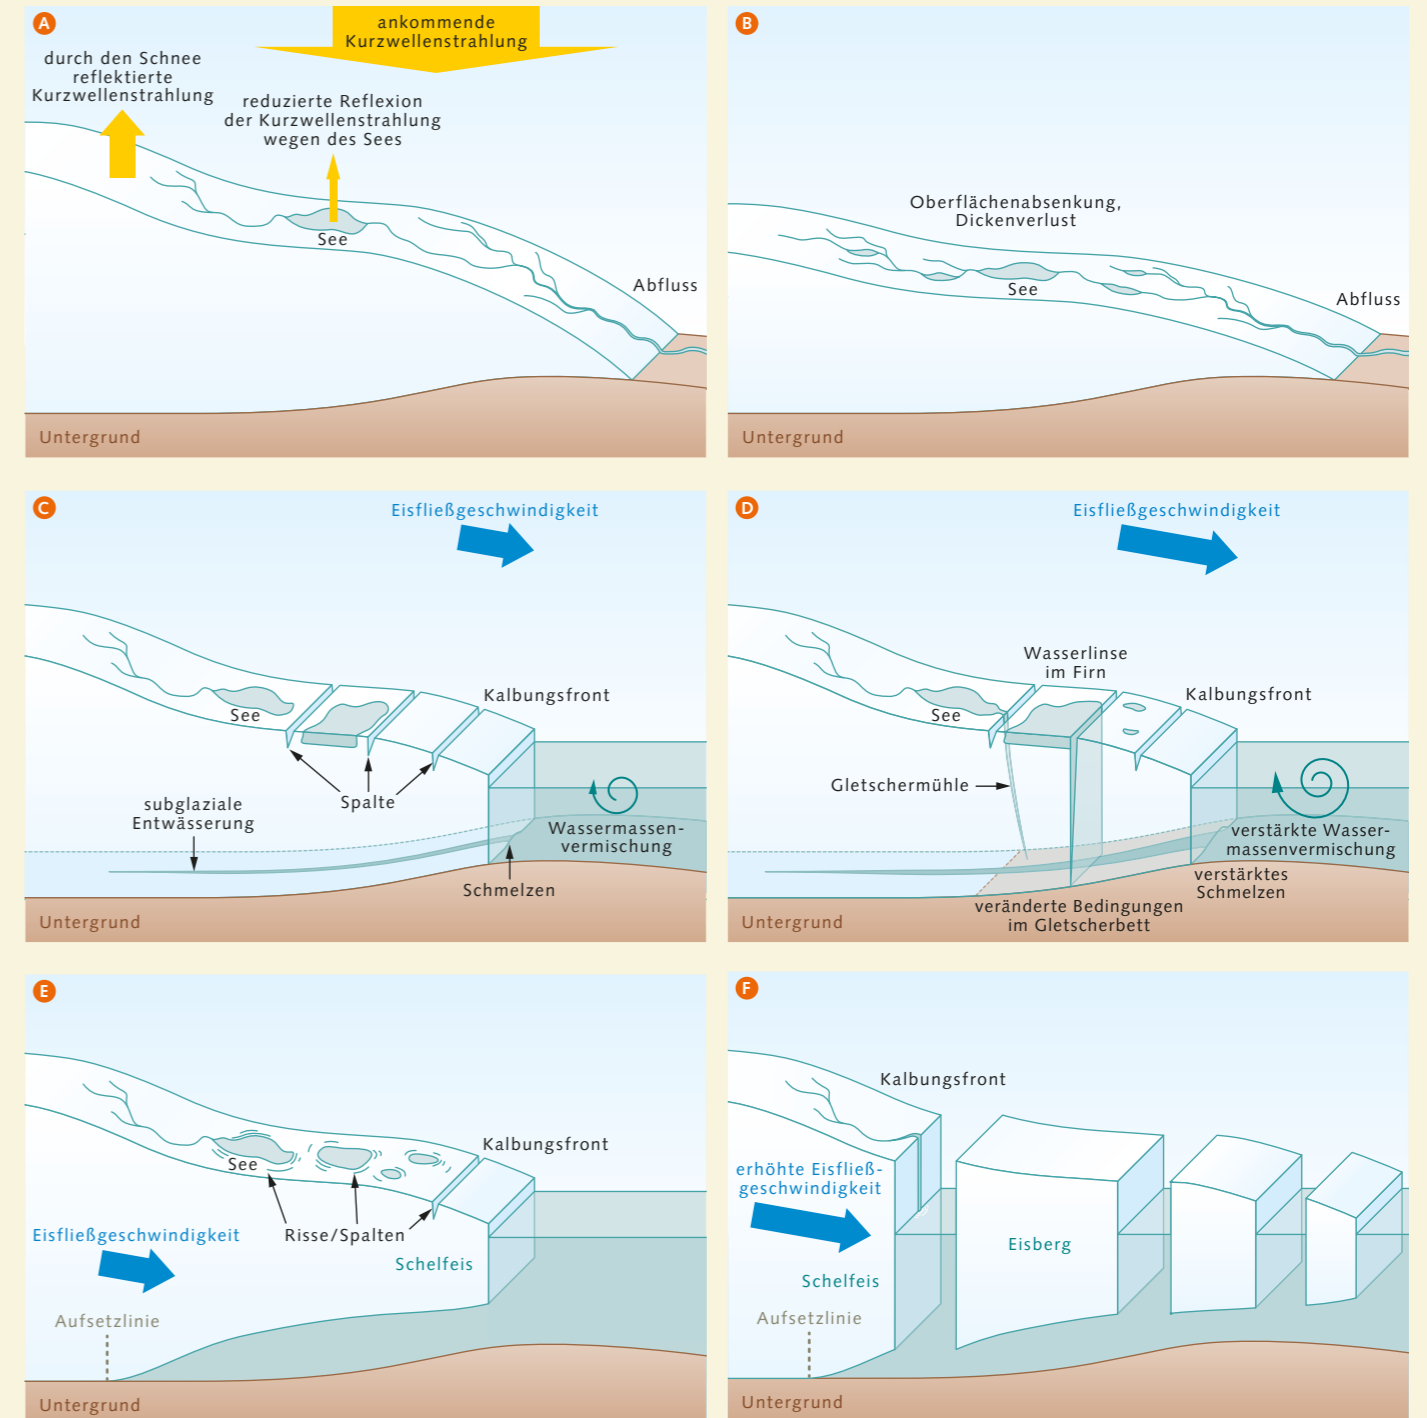 A
ankommende
Kurzwellenstrahlung
durch den Schnee
reflektierte
Kurzwellenstrahlung
reduzierte Reflexion
der Kurzwellenstrahlung
wegen des Sees
See
Abfluss
Untergrund
B
Oberflächenabsenkung,
Dickenverlust
See
Abfluss
Untergrund
C
Eisfließgeschwindigkeit
Kalbungsfront
See
Spalte
subglaziale
Entwässerung
Wassermassen-
vermischung
Schmelzen
Untergrund
D
Eisfließgeschwindigkeit
Wasserlinse
im Firn
Kalbungsfront
See
Gletschermühle
verstärkte Wasser-
massenvermischung
verstärktes
Schmelzen
veränderte Bedingungen
im Gletscherbett
Untergrund
E
Kalbungsfront
See
Eisfließgeschwindigkeit
Risse/Spalten
Schelfeis
Aufsetzlinie
Untergrund
F
Kalbungsfront
erhöhte Eisfließ-
geschwindigkeit
Eisberg
Schelfeis
Aufsetzlinie
Untergrund